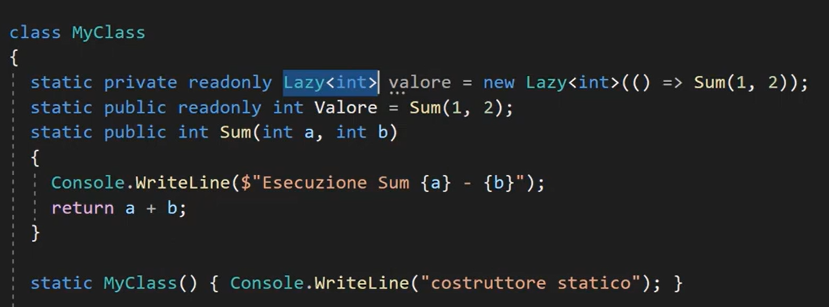 class MyClass
{
static private readonly Lazy<int> valore = new Lazy<int>(() => Sum(1, 2));
static public readonly int Valore = Sum(1, 2);
static public int Sum(int a, int b)
{
Console.WriteLine($"Esecuzione Sum {a} - {b}");
return a + b;
}
static MyClass() { Console.WriteLine("costruttore statico"); }